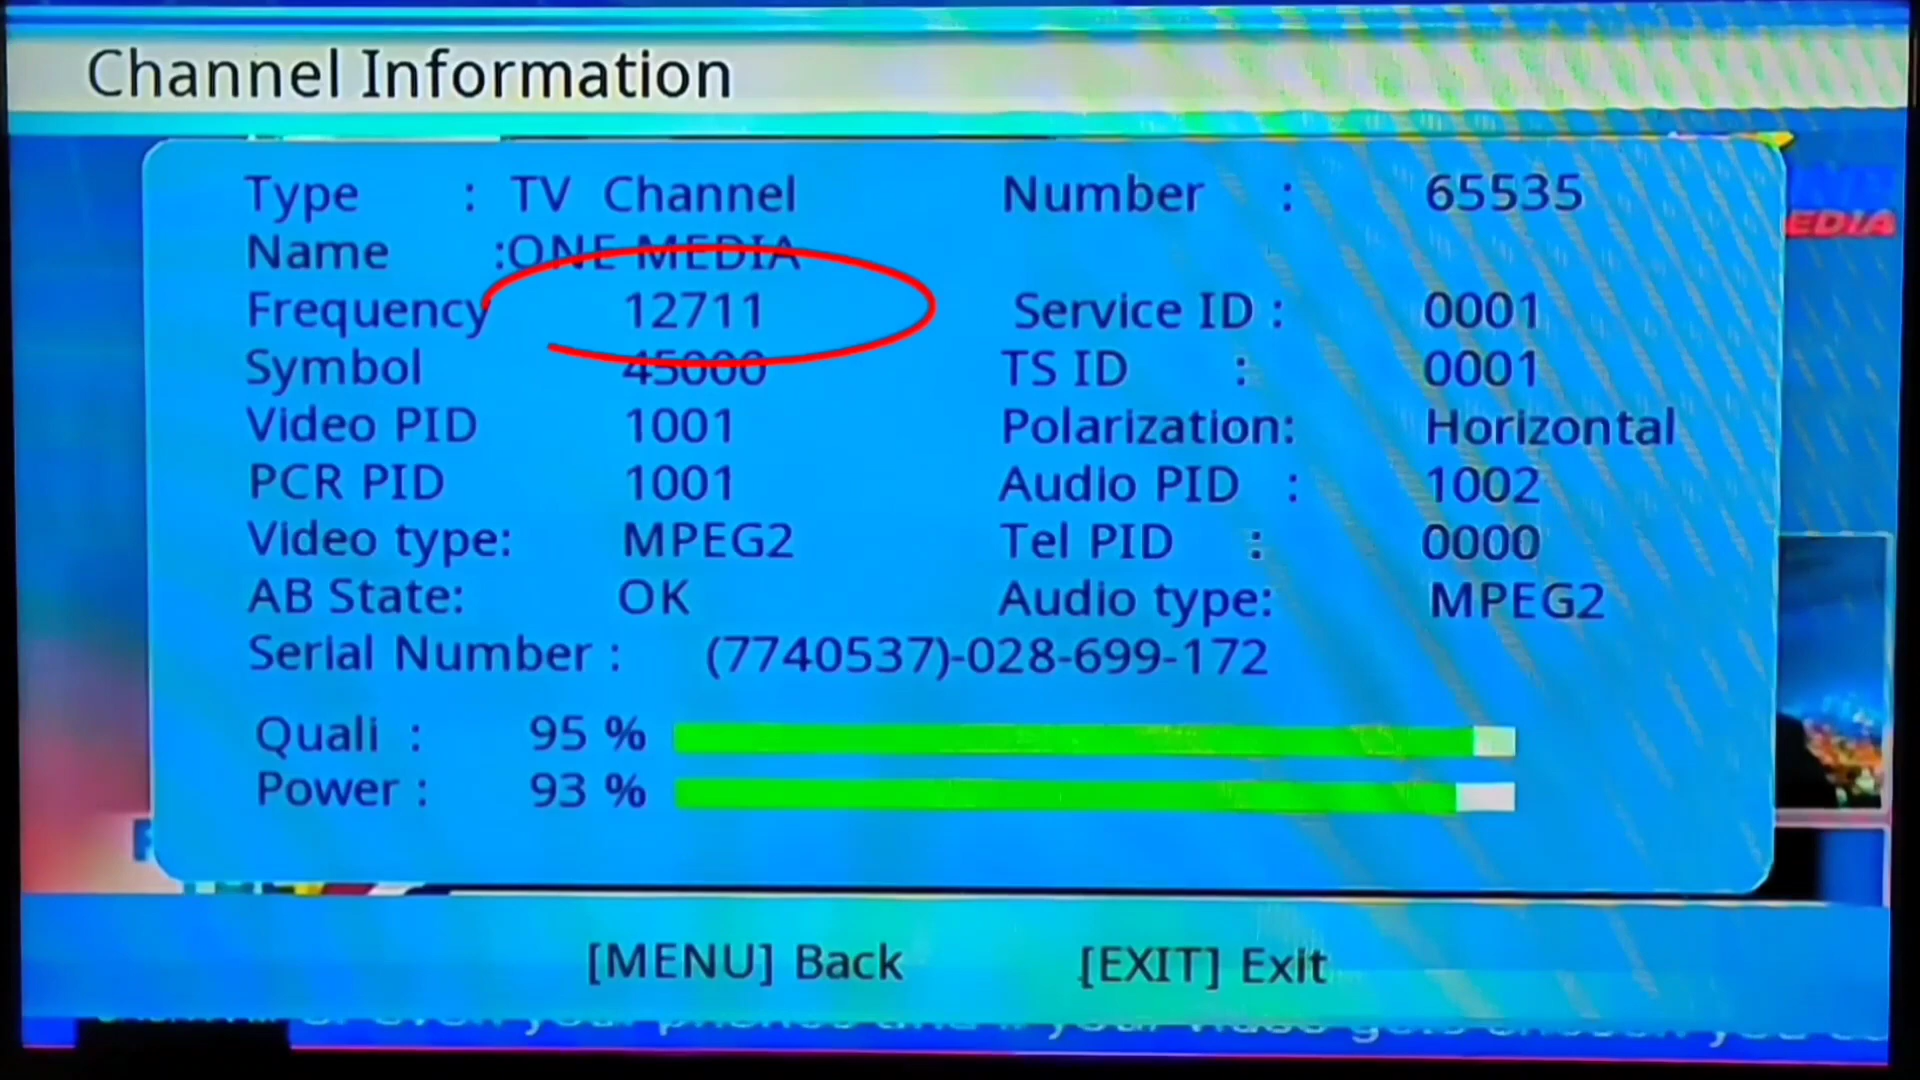 Channel Information
Type : TV Channel Number : 65535
Name :ONE MEDIA
EDIA
Frequency 12711 Service ID : 0001
Symbol 45000 TS ID : 0001
Video PID 1001 Polarization: Horizontal
PCR PID 1001 Audio PID : 1002
Video type: MPEG2 Tel PID : 0000
AB State: OK Audio type: MPEG2
Serial Number : (7740537)-028-699-172
Quali : 95 %
Power : 93 %
[MENU] Back [EXIT] Exit